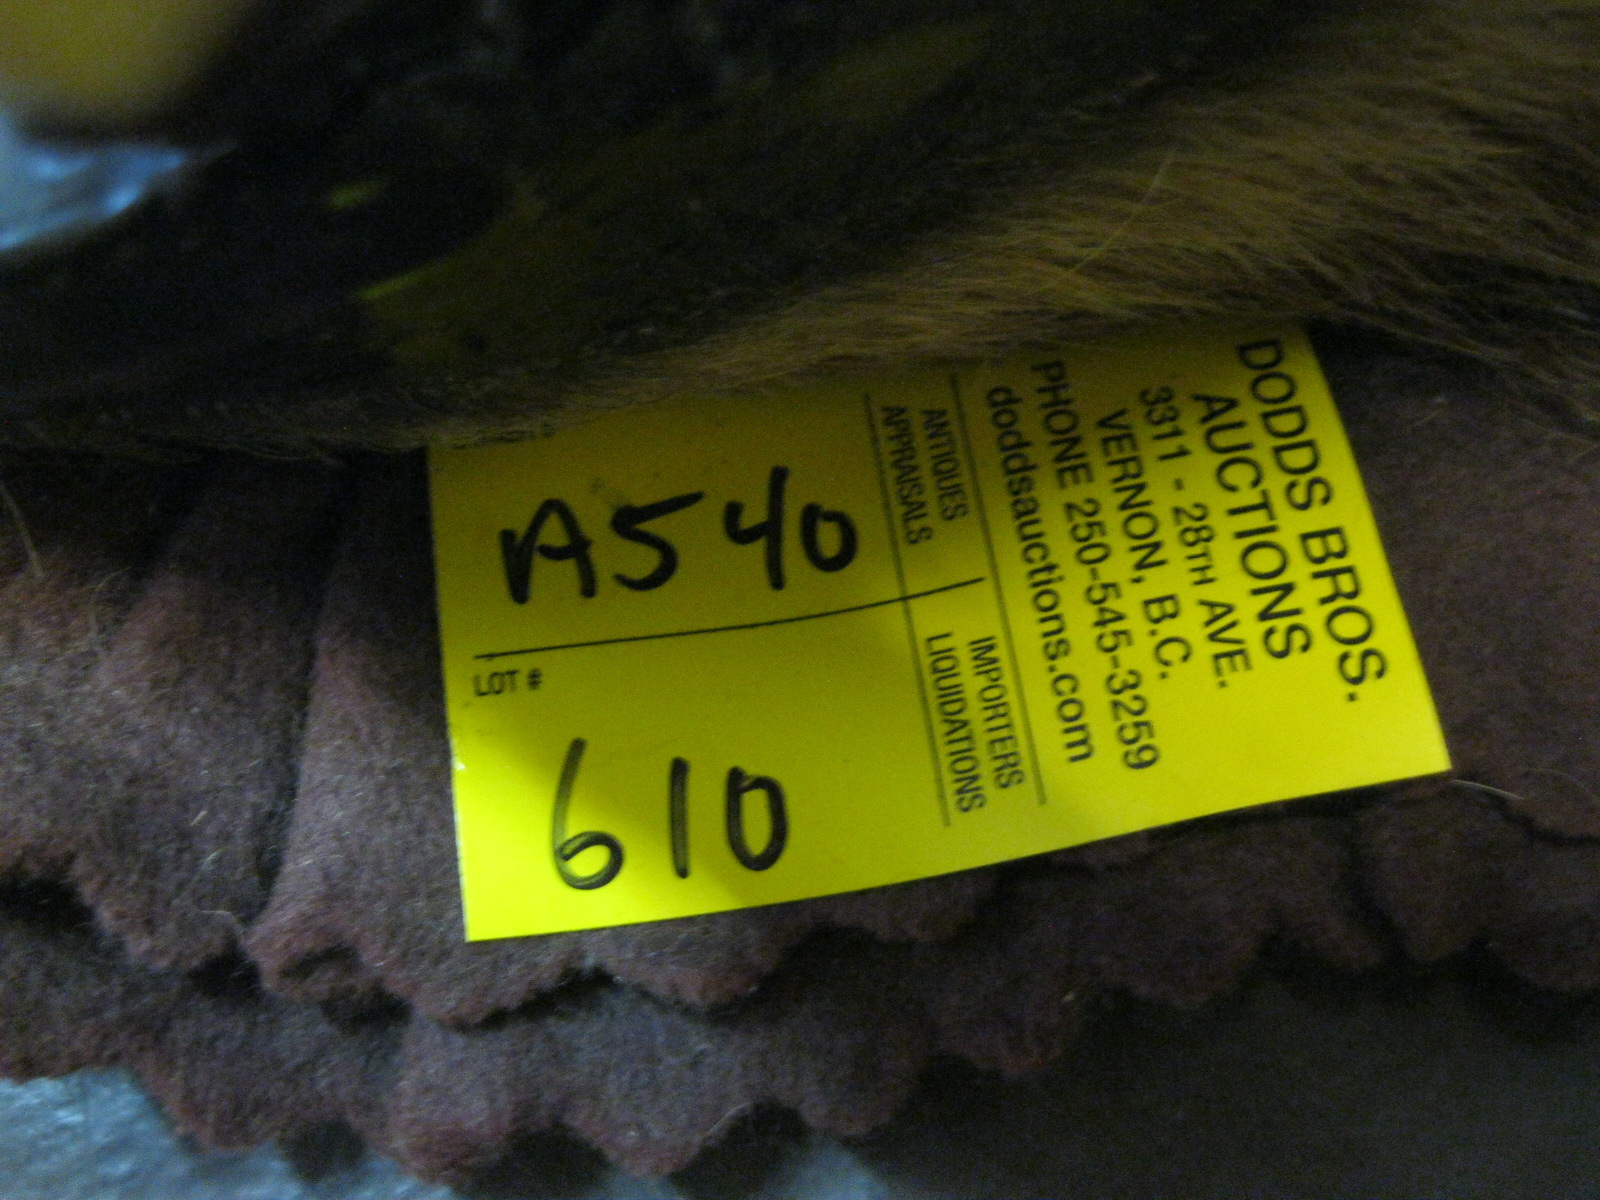 DODDS BROS.
AUCTIONS
3311 - 28TH AVE.
VERNON, B.C.
PHONE 250-545-3259
doddsauctions.com
ANTIQUES
APPRAISALS
IMPORTERS
LIQUIDATIONS
A540
LOT #
610